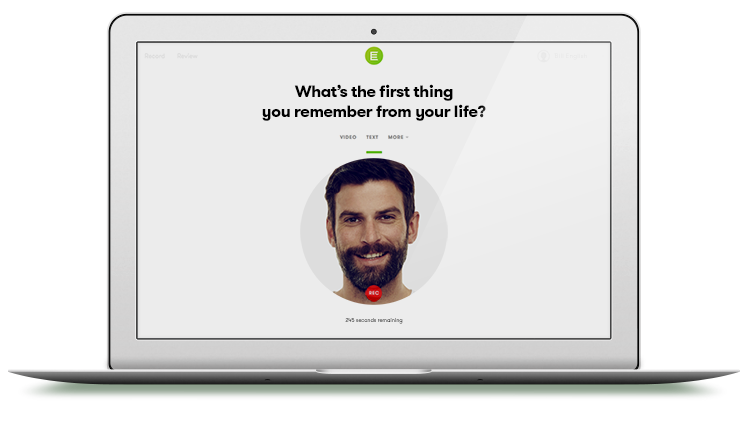 Record Review
What's the first thing
you remember from your life?
VIDEO TEXT MORE
REC
245 seconds remaining